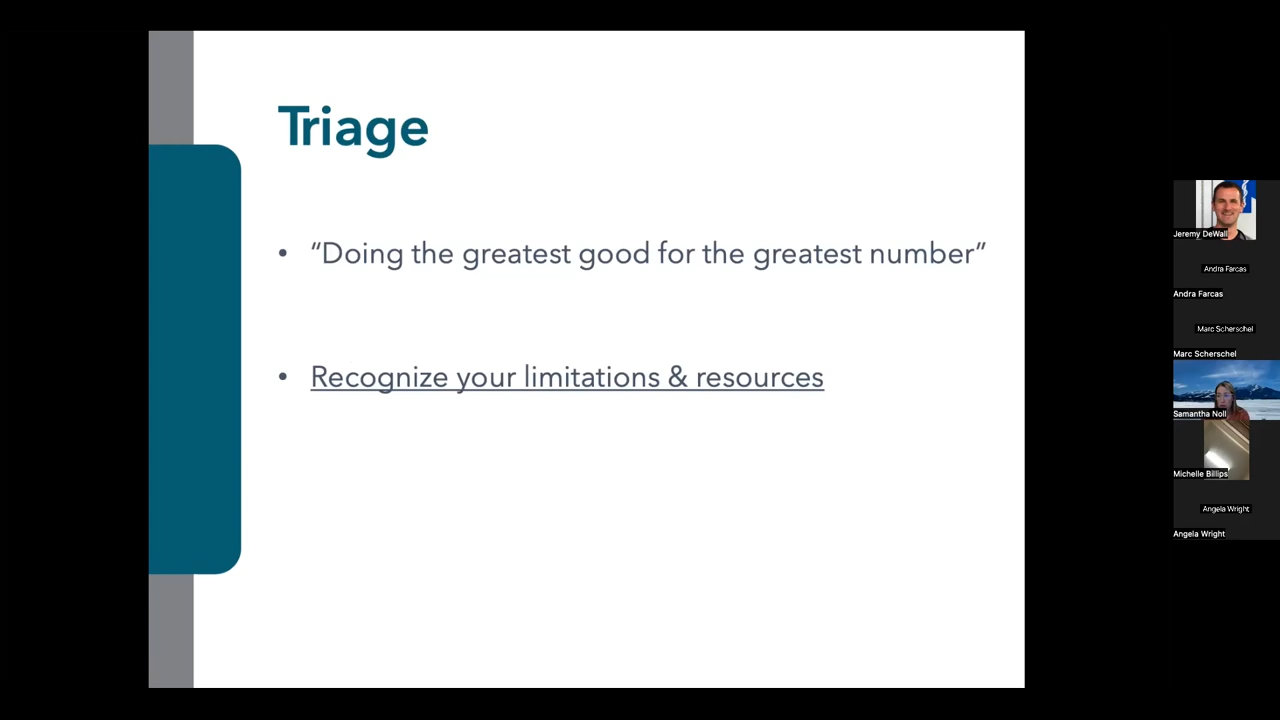 Triage
• “Doing the greatest good for the greatest number”
• Recognize your limitations & resources
Jeremy DeWall
Andra Farcas
Andra Farcas
Marc Scherschel
Marc Scherschel
Samantha Noll
Michelle Billips
Angela Wright
Angela Wright